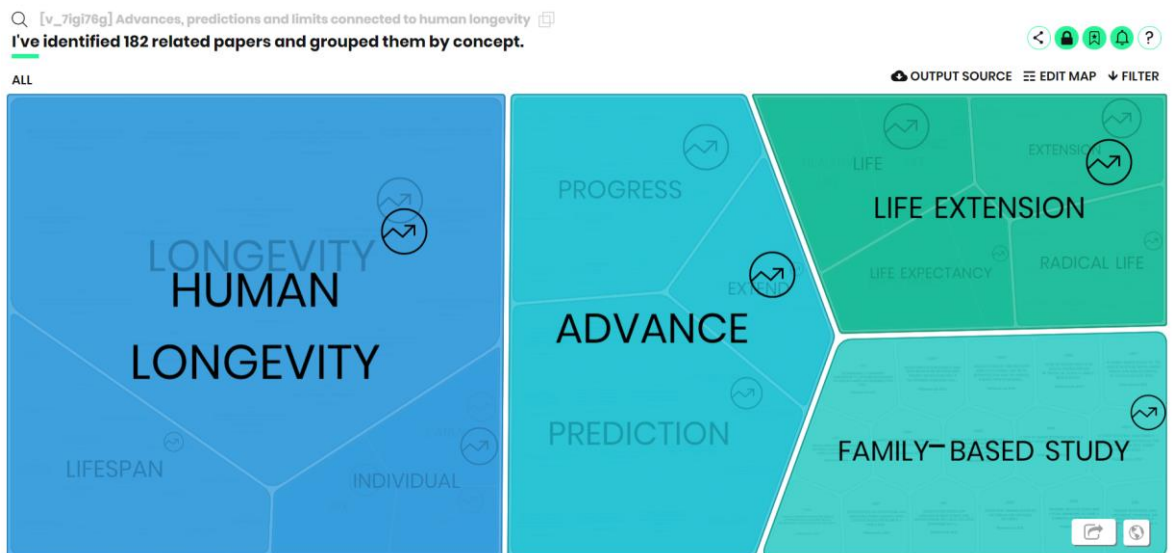 [v_7igi76g] Advances, predictions and limits connected to human longevity
I've identified 182 related papers and grouped them by concept.
?
ALL
OUTPUT SOURCE
EDIT MAP
FILTER
LONGEVITY
HUMAN
LONGEVITY
LIFESPAN
INDIVIDUAL
PROGRESS
EXTEND
ADVANCE
PREDICTION
LIFE
EXTENSION
LIFE EXTENSION
LIFE EXPECTANCY
RADICAL LIFE
FAMILY-BASED STUDY